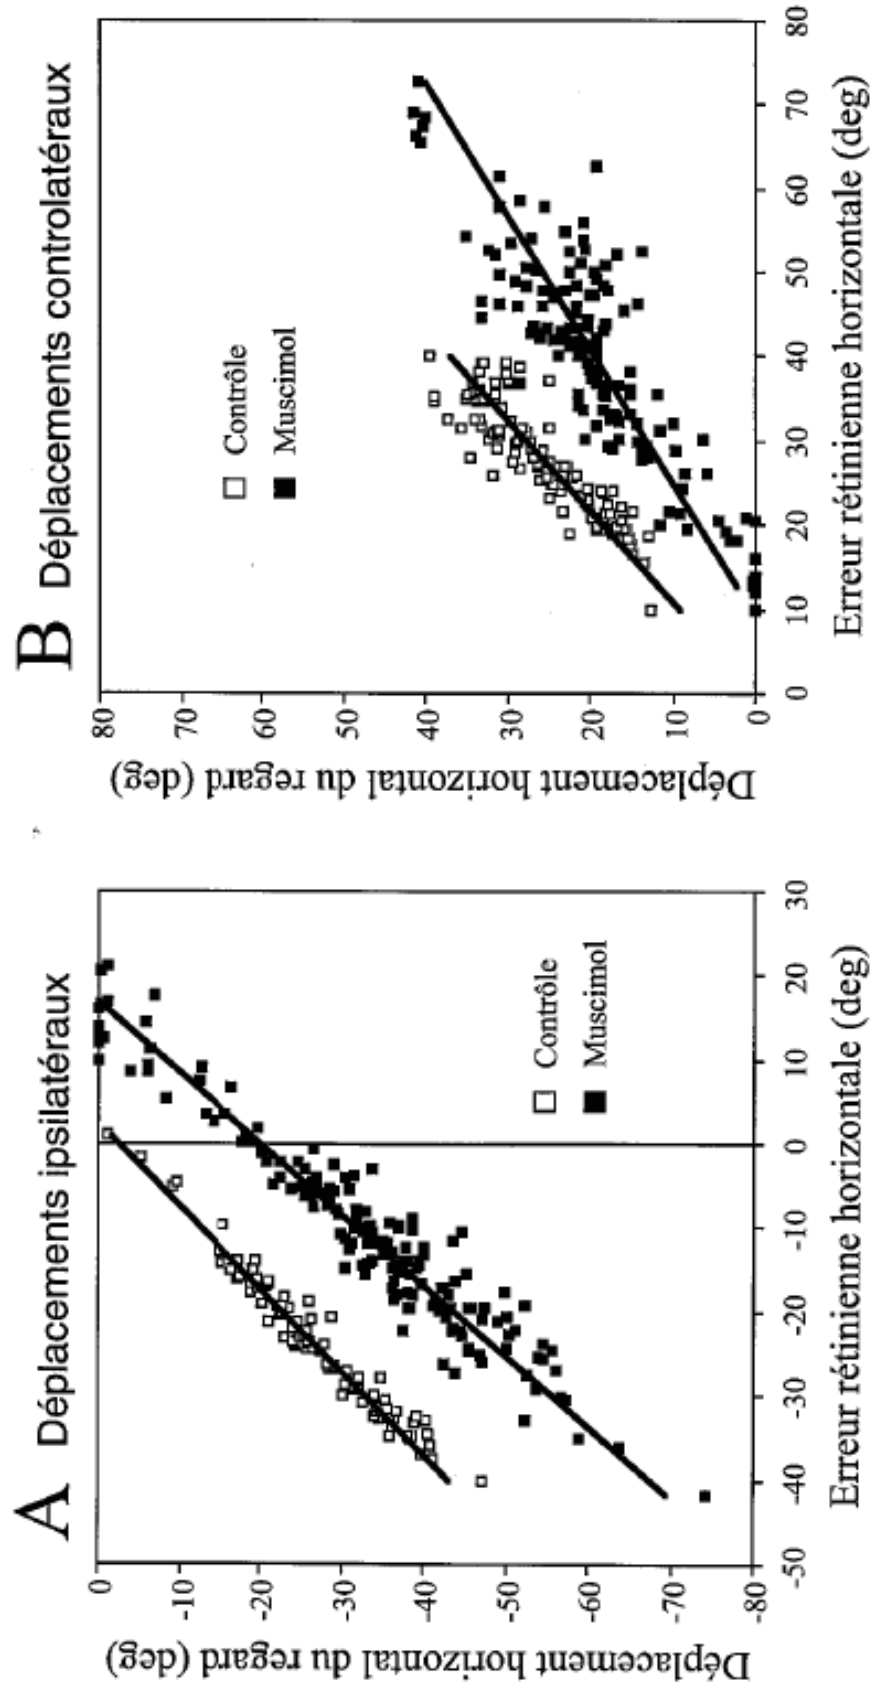 A Déplacements ipsilatéraux
Déplacement horizontal du regard (deg)
0
-10
-20
-30
-40
-50
-60
-70
-80
Contrôle
Muscimol
-50 -40 -30 -20 -10 0 10 20 30
Erreur rétinienne horizontale (deg)
B Déplacements controlatéraux
Déplacement horizontal du regard (deg)
80
70
60
50
40
30
20
10
0
Contrôle
Muscimol
0 10 20 30 40 50 60 70 80
Erreur rétinienne horizontale (deg)